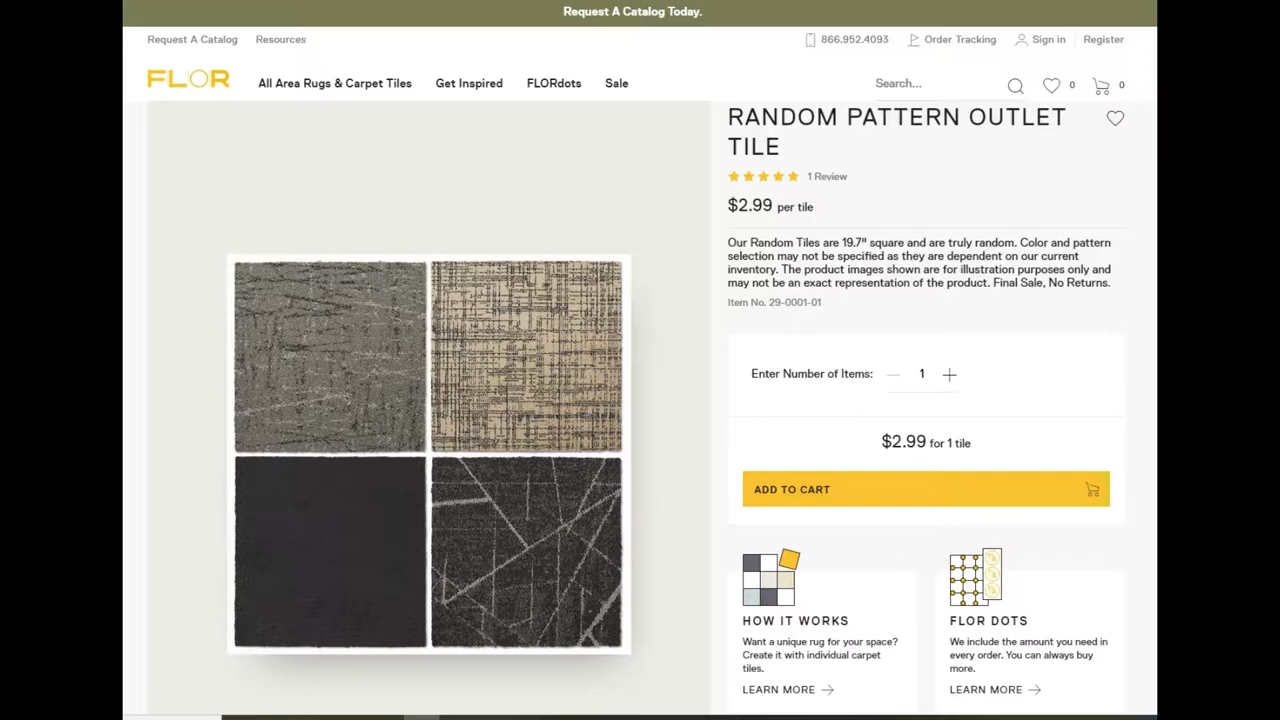 Request A Catalog Today.
Request A Catalog Resources 866.952.4093 Order Tracking Sign in Register
FLOR All Area Rugs & Carpet Tiles Get Inspired FLORdots Sale Search... 0 0
RANDOM PATTERN OUTLET
TILE
1 Review
$2.99 per tile
Our Random Tiles are 19.7" square and are truly random. Color and pattern
selection may not be specified as they are dependent on our current
inventory. The product images shown are for illustration purposes only and
may not be an exact representation of the product. Final Sale, No Returns.
Item No. 29-0001-01
Enter Number of Items: — 1 +
$2.99 for 1 tile
ADD TO CART
HOW IT WORKS
Want a unique rug for your space?
Create it with individual carpet
tiles.
LEARN MORE →
FLOR DOTS
We include the amount you need in
every order. You can always buy
more.
LEARN MORE →